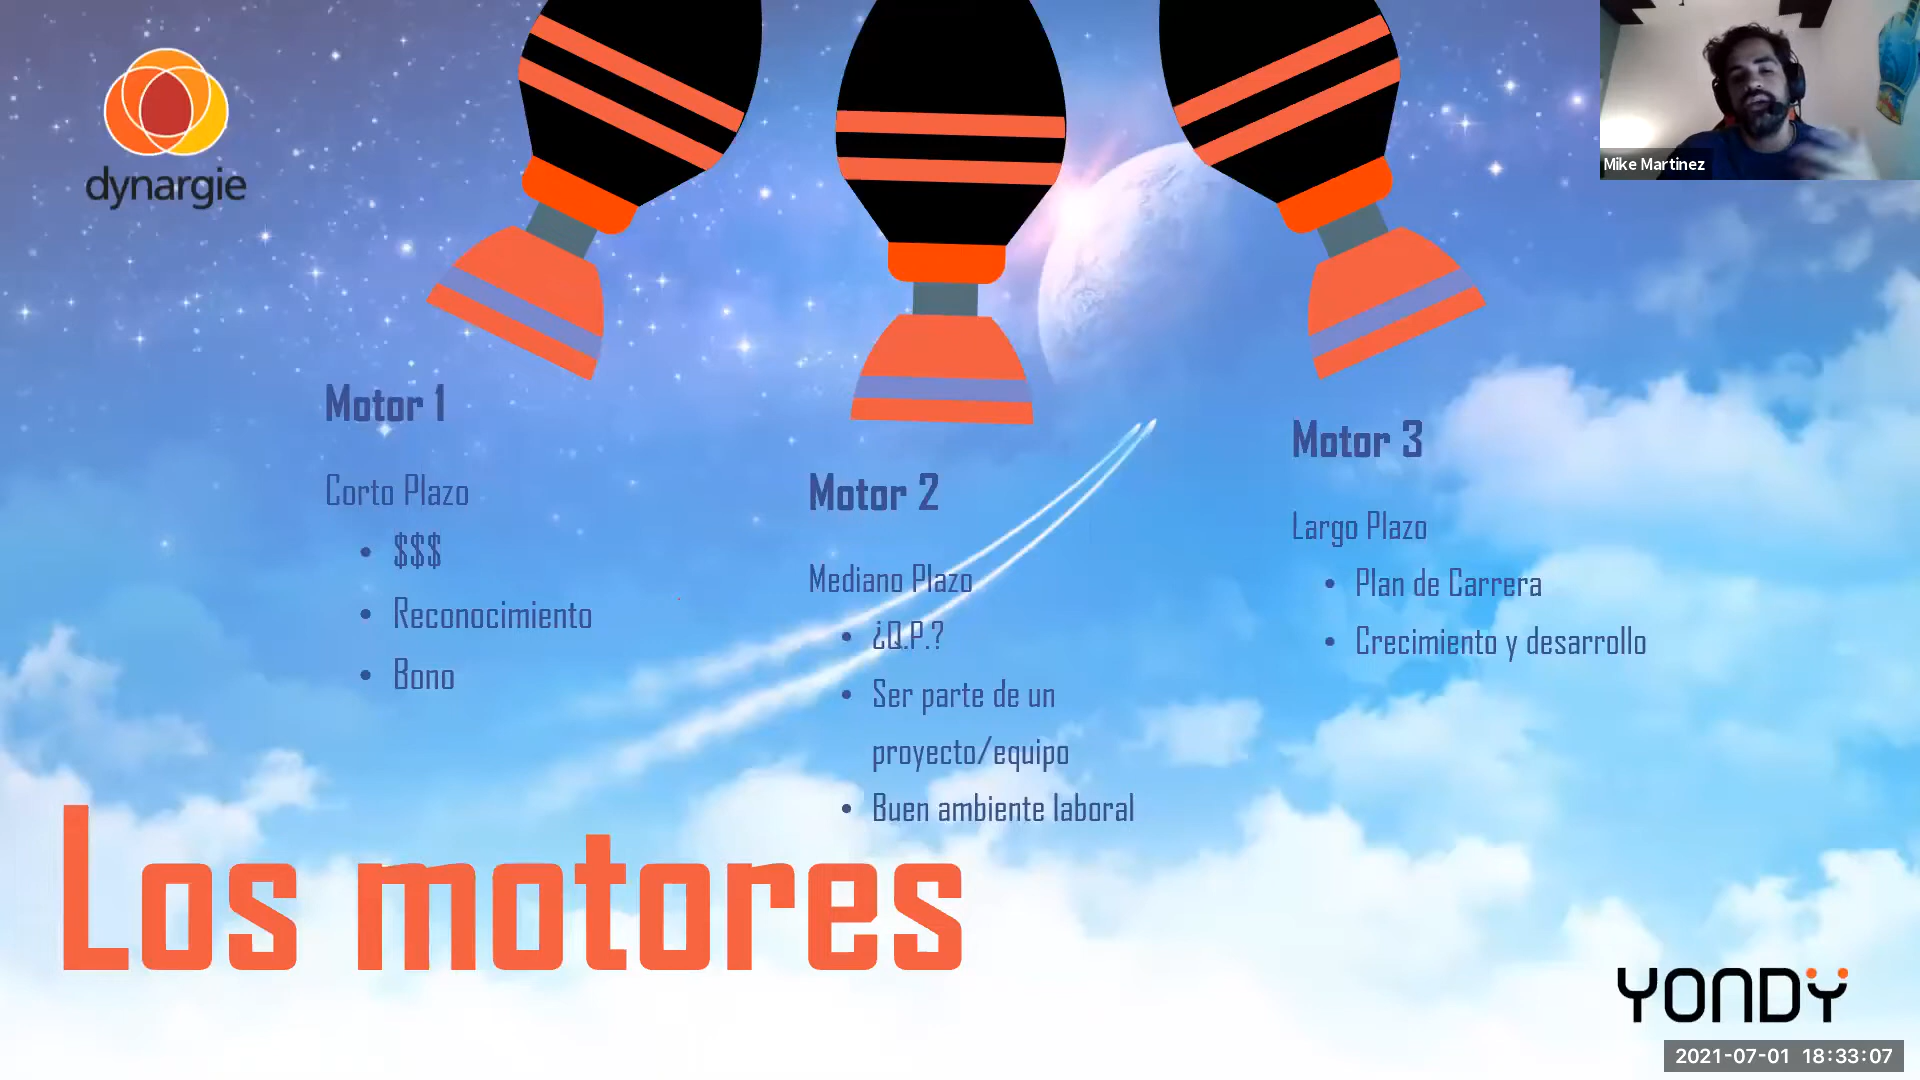 dynargie
Mike Martinez
Motor 1
Corto Plazo
• $$$
• Reconocimiento
• Bono
Motor 2
Mediano Plazo
• ¿Q.P.?
• Ser parte de un
proyecto/equipo
• Buen ambiente laboral
Motor 3
Largo Plazo
• Plan de Carrera
• Crecimiento y desarrollo
Los motores
YONDY
2021-07-01 18:33:07